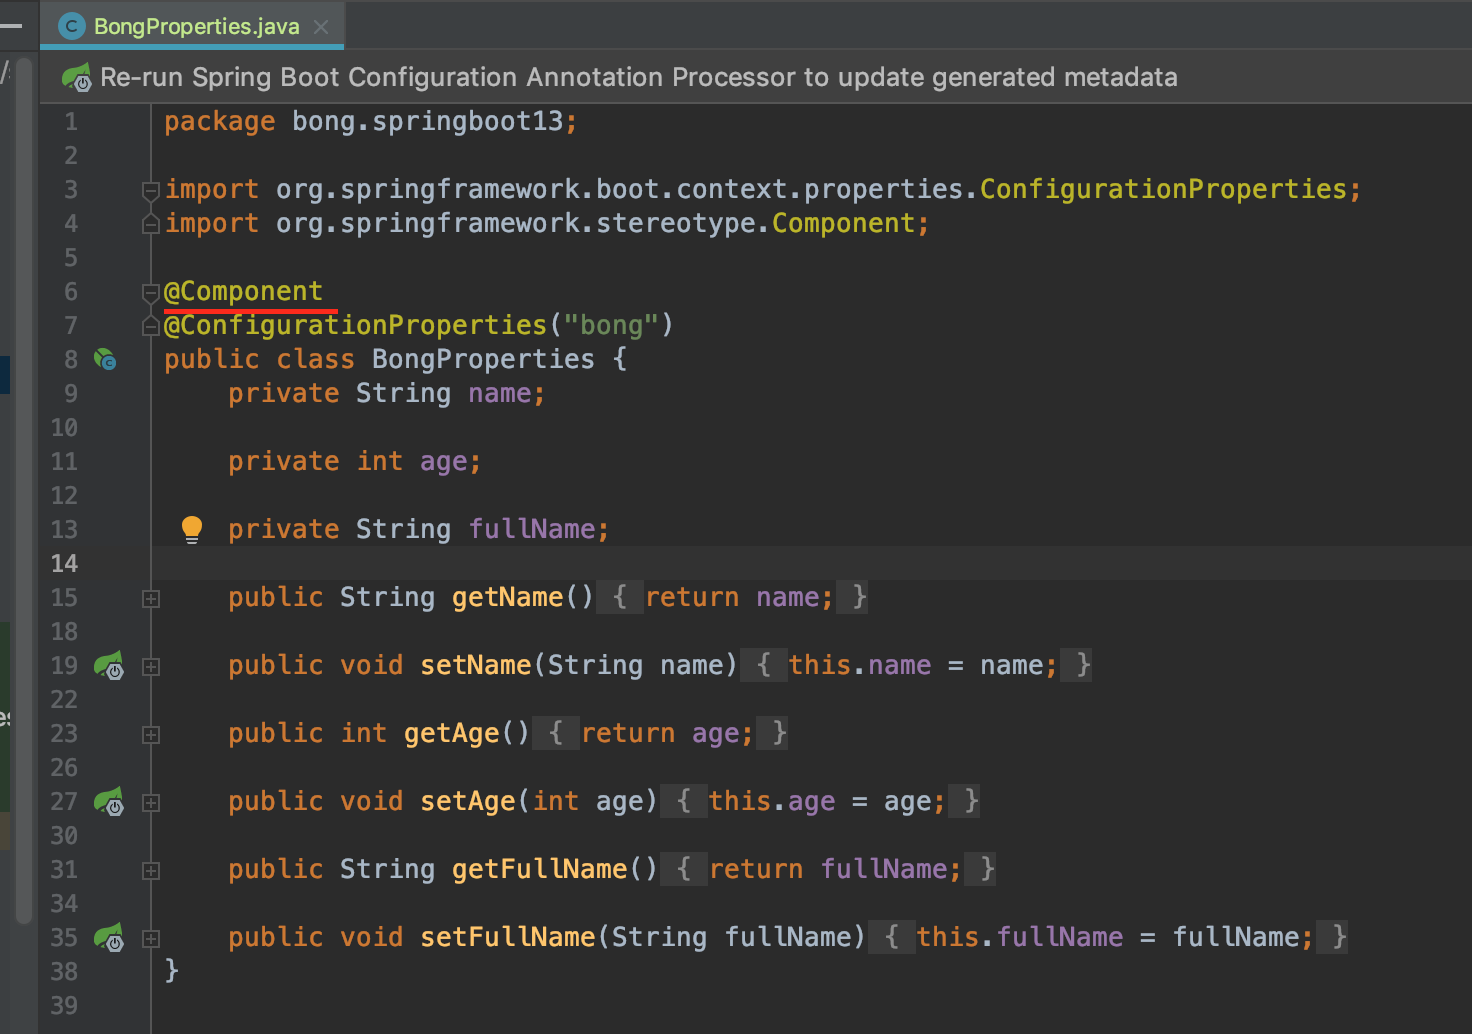 BongProperties.java
Re-run Spring Boot Configuration Annotation Processor to update generated metadata
1 package bong.springboot13;
2
3 import org.springframework.boot.context.properties.ConfigurationProperties;
4 import org.springframework.stereotype.Component;
5
6 @Component
7 @ConfigurationProperties("bong")
8 public class BongProperties {
9 private String name;
10
11 private int age;
12
13 private String fullName;
14
15 public String getName() { return name; }
18
19 public void setName(String name) { this.name = name; }
22
23 public int getAge() { return age; }
26
27 public void setAge(int age) { this.age = age; }
30
31 public String getFullName() { return fullName; }
34
35 public void setFullName(String fullName) { this.fullName = fullName; }
38 }
39